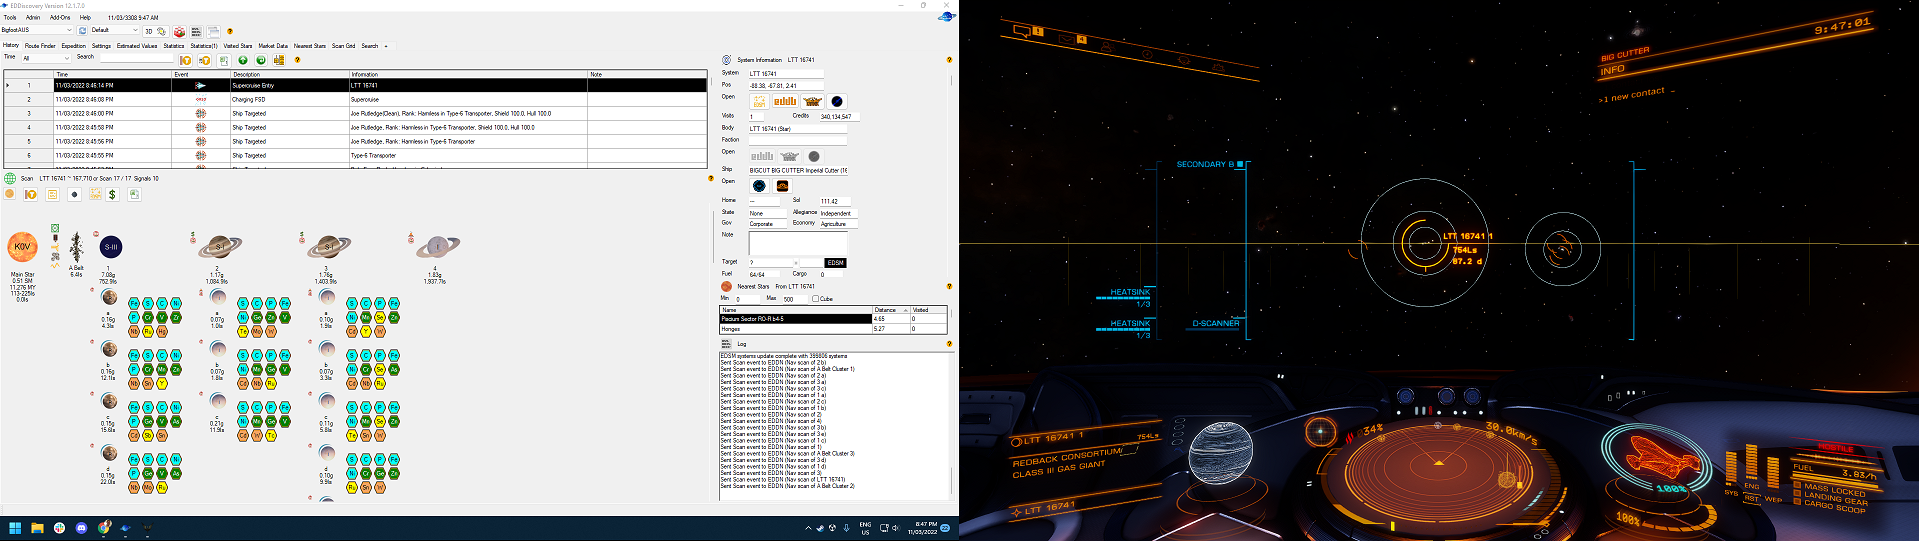 EDDiscovery Version 12.1.7.0
Tools Admin Add-Ons Help 11/03/3308 9:47 AM
BigfootAUS Default 3D
History Route Finder Expedition Settings Estimated Values Statistics Statistics(1) Visited Stars Market Data Nearest Stars Scan Grid Search +
Time All Search
Time Event Description Information Note
1 11/03/2022 8:46:14 PM Supercruise Entry LTT 16741
2 11/03/2022 8:46:08 PM Charging FSD Supercruise
3 11/03/2022 8:46:00 PM Ship Targeted Joe Rutledge(Clean), Rank: Harmless in Type-6 Transporter, Shield 100.0, Hull 100.0
4 11/03/2022 8:45:58 PM Ship Targeted Joe Rutledge, Rank: Harmless in Type-6 Transporter, Shield 100.0, Hull 100.0
5 11/03/2022 8:45:56 PM Ship Targeted Joe Rutledge, Rank: Harmless in Type-6 Transporter
6 11/03/2022 8:45:55 PM Ship Targeted Type-6 Transporter
Scan LTT 16741 ~ 167,710 cr Scan 17 / 17 Signals 10
K0V
Main Star
0.51 SM
11,276 MY
113-225ls
0.0ls
A Belt
6.4ls
S-III
1
7.08g
752.9ls
S-I
2
1.17g
1,084.9ls
S-I
3
1.76g
1,403.9ls
4
1.83g
1,937.7ls
a
0.16g
4.3ls
Fe S C Ni
P Cr V Zr
Nb Ru Hg
a
0.07g
1.0ls
S C P Fe
Ni Ge Zn V
Te Mo W
a
0.10g
1.9ls
Fe S C P
Ni Mn Se Zn
Cd Y W
b
0.16g
12.1ls
Fe S C Ni
P Cr Mn Zn
Nb Sn Y
b
0.07g
1.8ls
S C P Fe
Ni Mn Ge V
Cd Nb Ru
b
0.07g
3.3ls
Fe S C P
Ni Cr Se As
Cd Nb Ru
c
0.15g
15.6ls
Fe S C Ni
P Ge V As
Cd Sb Sn
c
0.21g
11.9ls
S C P Fe
Ni Mn Ge V
Cd W Tc
c
0.11g
5.8ls
Fe S C P
Ni Mn Ge Zn
Te Sn W
d
0.15g
22.0ls
Fe S C Ni
P Ge V As
Nb Mo Ru
d
0.10g
9.9ls
Fe S C P
Ni Cr Ge Zn
Ru Nb W
System Information LTT 16741
System LTT 16741
Pos -88.38, -67.81, 2.41
Open eddb
Visits 1 Credits 340,134,547
Body LTT 16741 (Star)
Faction
Open eddb
Ship BIGCUT BIG CUTTER Imperial Cutter (16
Open
Home --- Sol 111.42
State None Allegiance Independent
Gov Corporate Economy Agriculture
Note
Target ? EDSM
Fuel 64/64 Cargo 0
Nearest Stars From LTT 16741
Min 0 Max 500 Cube
Name Distance Visited
Piscium Sector RO-R b4-5 4.65 0
Honges 5.27 0
Log
EDSM systems update complete with 285806 systems
Sent Scan event to EDDN (Nav scan of 2 b)
Sent Scan event to EDDN (Nav scan of A Belt Cluster 1)
Sent Scan event to EDDN (Nav scan of 2 a)
Sent Scan event to EDDN (Nav scan of 3 a)
Sent Scan event to EDDN (Nav scan of 3 c)
Sent Scan event to EDDN (Nav scan of 1 a)
Sent Scan event to EDDN (Nav scan of 2 c)
Sent Scan event to EDDN (Nav scan of 1 b)
Sent Scan event to EDDN (Nav scan of 2)
Sent Scan event to EDDN (Nav scan of 4)
Sent Scan event to EDDN (Nav scan of 3 b)
Sent Scan event to EDDN (Nav scan of 3 e)
Sent Scan event to EDDN (Nav scan of 1 c)
Sent Scan event to EDDN (Nav scan of 1)
Sent Scan event to EDDN (Nav scan of A Belt Cluster 3)
Sent Scan event to EDDN (Nav scan of 3 d)
Sent Scan event to EDDN (Nav scan of 1 d)
Sent Scan event to EDDN (Nav scan of 3)
Sent Scan event to EDDN (Nav scan of LTT 16741)
Sent Scan event to EDDN (Nav scan of A Belt Cluster 2)
ENG
US
8:47 PM
11/03/2022
22
9:47:01
BIG CUTTER
INFO
>1 new contact
SECONDARY B
LTT 16741 1
754Ls
87.2 d
HEATSINK
1/3
HEATSINK
1/3
D-SCANNER
LTT 16741 1 754Ls
REDBACK CONSORTIUM/
CLASS III GAS GIANT
LTT 16741
34%
30.0km/s
100%
100%
SYS ENG WEP
RST
HOSTILE
FUEL 3.83/h
MASS LOCKED
LANDING GEAR
CARGO SCOOP